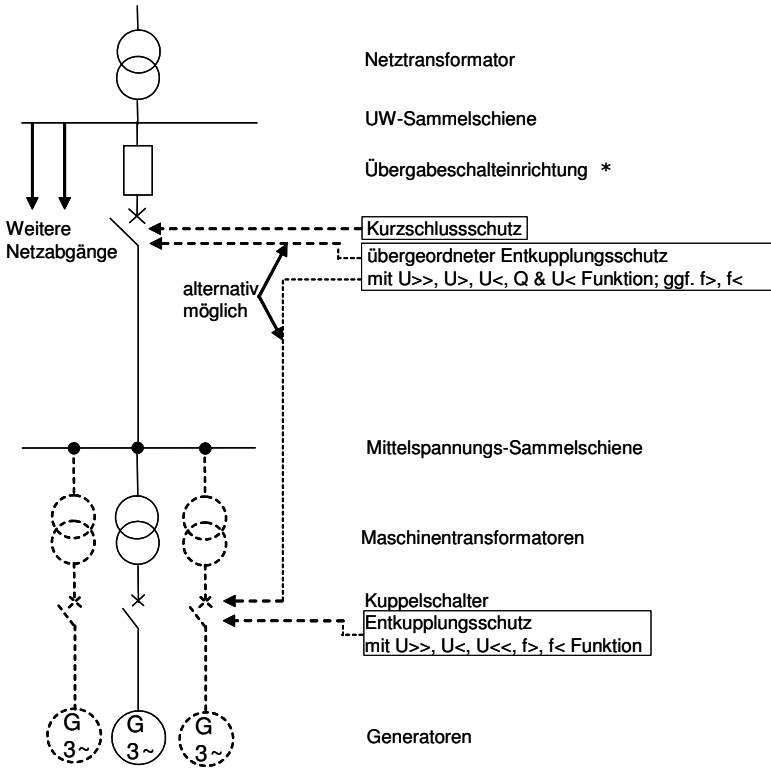 Netztransformator
UW-Sammelschiene
Übergabeschalteinrichtung *
Weitere
Netzabgänge
Kurzschlussschutz
übergeordneter Entkupplungsschutz
mit U>>, U>, U<, Q & U< Funktion; ggf. f>, f<
alternativ
möglich
Mittelspannungs-Sammelschiene
Maschinentransformatoren
Kuppelschalter
Entkupplungsschutz
mit U>>, U<, U<<, f>, f< Funktion
G
3~
G
3~
G
3~
Generatoren